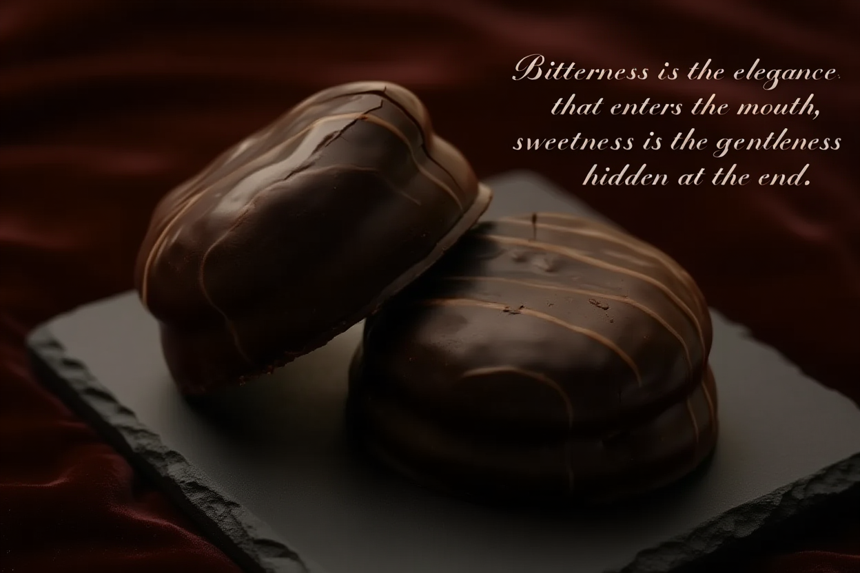 Bitterness is the elegance
that enters the mouth,
sweetness is the gentleness
hidden at the end.